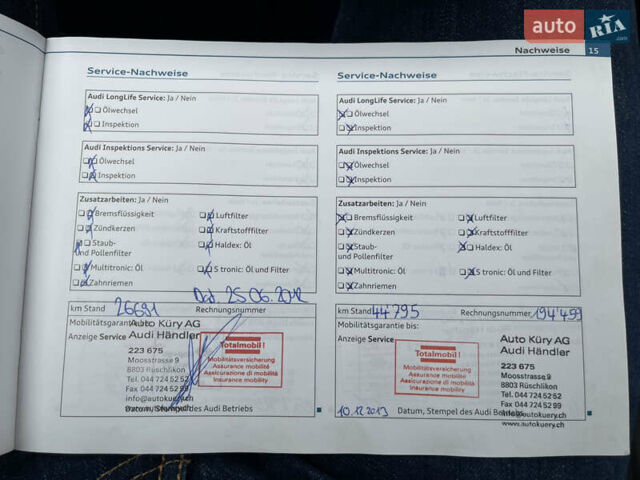 auto RIA .com
Nachweise 15
Service-Nachweise
Audi LongLife Service: Ja / Nein
Ölwechsel
Inspektion
Audi Inspektions Service: Ja / Nein
Ölwechsel
Inspektion
Zusatzarbeiten: Ja / Nein
Bremsflüssigkeit
Luftfilter
Zündkerzen
Kraftstofffilter
Staub- und Pollenfilter
Haldex: Öl
Multitronic: Öl
S tronic: Öl und Filter
Zahnriemen
Dat. 25.06.2012
km Stand 26691
Rechnungsnummer
Mobilitätsgarantie
Auto Küry AG
Audi Händler
Anzeige Service
223 675
Moosstrasse 9
8803 Rüschlikon
Tel. 044 724 52 52
Fax 044 724 52 59
info@autokuery.ch
Totalmobil!
Mobilitätsversicherung
Assurance mobilité
Assicurazione di mobilità
Insurance mobility
Datum, Stempel des Audi Betriebs
Service-Nachweise
Audi LongLife Service: Ja / Nein
Ölwechsel
Inspektion
Audi Inspektions Service: Ja / Nein
Ölwechsel
Inspektion
Zusatzarbeiten: Ja / Nein
Bremsflüssigkeit
Luftfilter
Zündkerzen
Kraftstofffilter
Staub- und Pollenfilter
Haldex: Öl
Multitronic: Öl
S tronic: Öl und Filter
Zahnriemen
km Stand 44795
Rechnungsnummer 194'459
Mobilitätsgarantie bis:
Anzeige Service
Auto Küry AG
Audi Händler
223 675
Moosstrasse 9
8803 Rüschlikon
Tel. 044 724 52 52
Fax 044 724 52 59
info@autokuery.ch
www.autokuery.ch
Totalmobil!
Mobilitätsversicherung
Assurance mobilité
Assicurazione di mobilità
Insurance mobility
10.12.2013
Datum, Stempel des Audi Betriebs